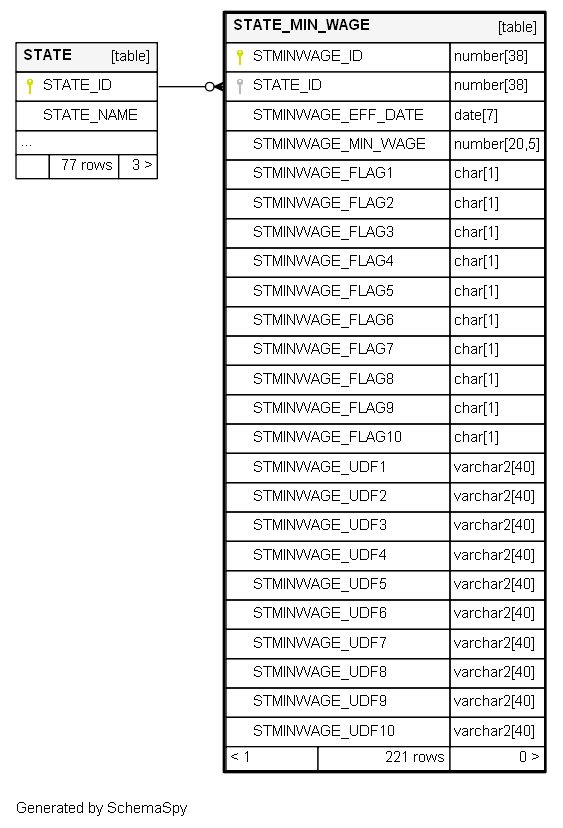 STATE [table]
STATE_ID
STATE_NAME
...
77 rows 3 >
STATE_MIN_WAGE [table]
STMINWAGE_ID number[38]
STATE_ID number[38]
STMINWAGE_EFF_DATE date[7]
STMINWAGE_MIN_WAGE number[20,5]
STMINWAGE_FLAG1 char[1]
STMINWAGE_FLAG2 char[1]
STMINWAGE_FLAG3 char[1]
STMINWAGE_FLAG4 char[1]
STMINWAGE_FLAG5 char[1]
STMINWAGE_FLAG6 char[1]
STMINWAGE_FLAG7 char[1]
STMINWAGE_FLAG8 char[1]
STMINWAGE_FLAG9 char[1]
STMINWAGE_FLAG10 char[1]
STMINWAGE_UDF1 varchar2[40]
STMINWAGE_UDF2 varchar2[40]
STMINWAGE_UDF3 varchar2[40]
STMINWAGE_UDF4 varchar2[40]
STMINWAGE_UDF5 varchar2[40]
STMINWAGE_UDF6 varchar2[40]
STMINWAGE_UDF7 varchar2[40]
STMINWAGE_UDF8 varchar2[40]
STMINWAGE_UDF9 varchar2[40]
STMINWAGE_UDF10 varchar2[40]
< 1 221 rows 0 >
Generated by SchemaSpy